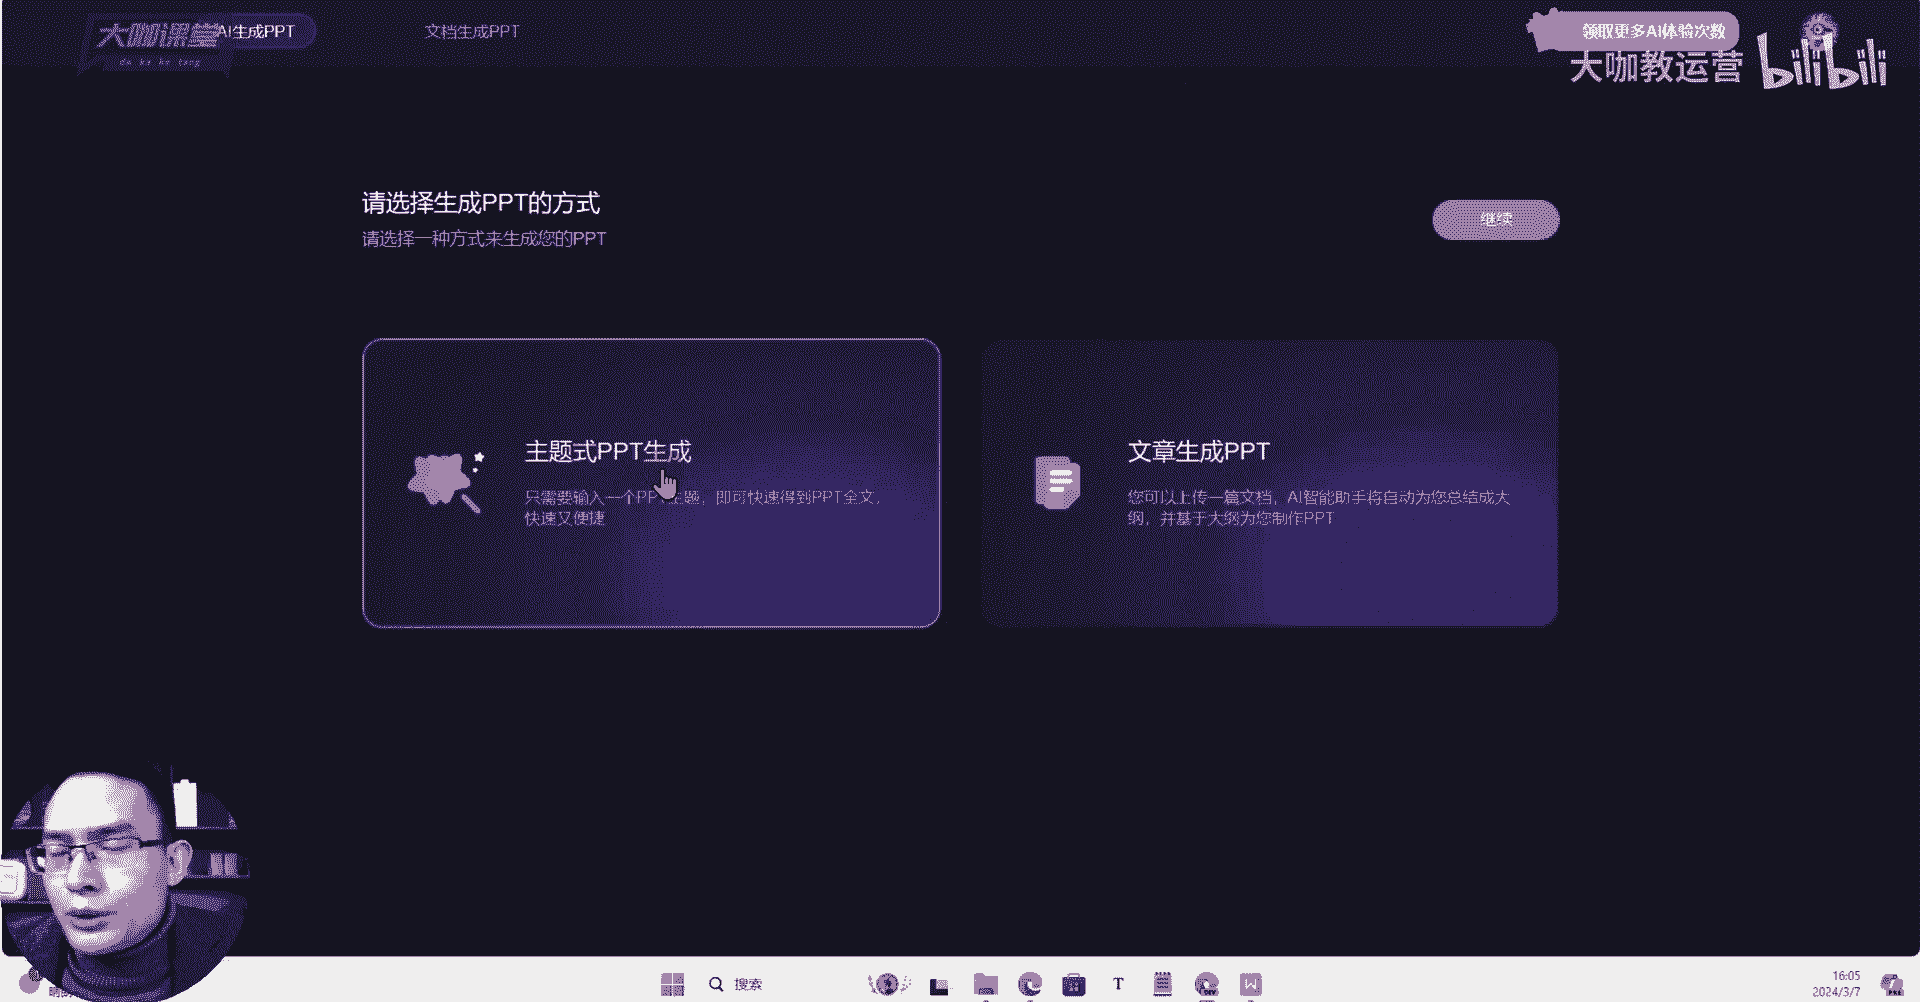 大咖课堂
da ka ke tang
AI生成PPT
文档生成PPT
领取更多AI体验次数
大咖教运营
bilibili
请选择生成PPT的方式
请选择一种方式来生成您的PPT
继续
主题式PPT生成
只需要输入一个PPT主题，即可快速得到PPT全文，
快速又便捷
文章生成PPT
您可以上传一篇文档，AI智能助手将自动为您总结成大
纲，并基于大纲为您制作PPT
搜索
T
W
16:05
2024/3/7